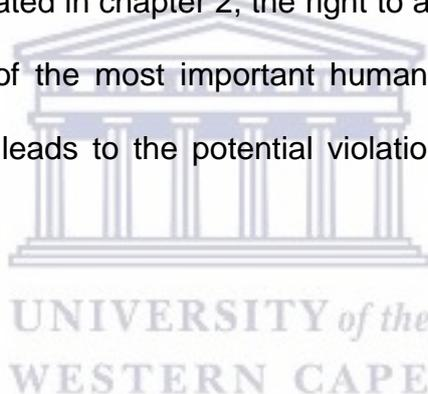 ated in chapter 2, the right to a
of the most important human
leads to the potential violatio
UNIVERSITY of the
WESTERN CAPE